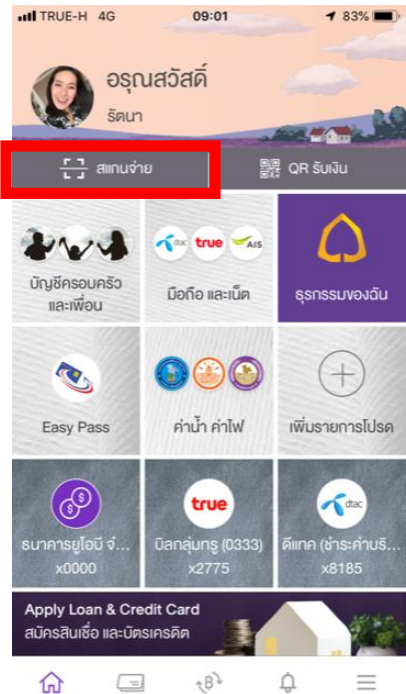 TRUE-H 4G 09:01 83%
อรุณสวัสดิ์
รัตนา
สแกนจ่าย
QR รับเงิน
บัญชีครอบครัว
และเพื่อน
dtac true AIS
มือถือ และเน็ต
ธุรกรรมของฉัน
Easy Pass
ค่าน้ำ ค่าไฟ
เพิ่มรายการโปรด
ธนาคารยูโอบี จํ...
x0000
true
บิลกลุ่มทรู (0333)
x2775
dtac
ดีแทค (ชำระค่าบริ...
x8185
Apply Loan & Credit Card
สมัครสินเชื่อ และบัตรเครดิต